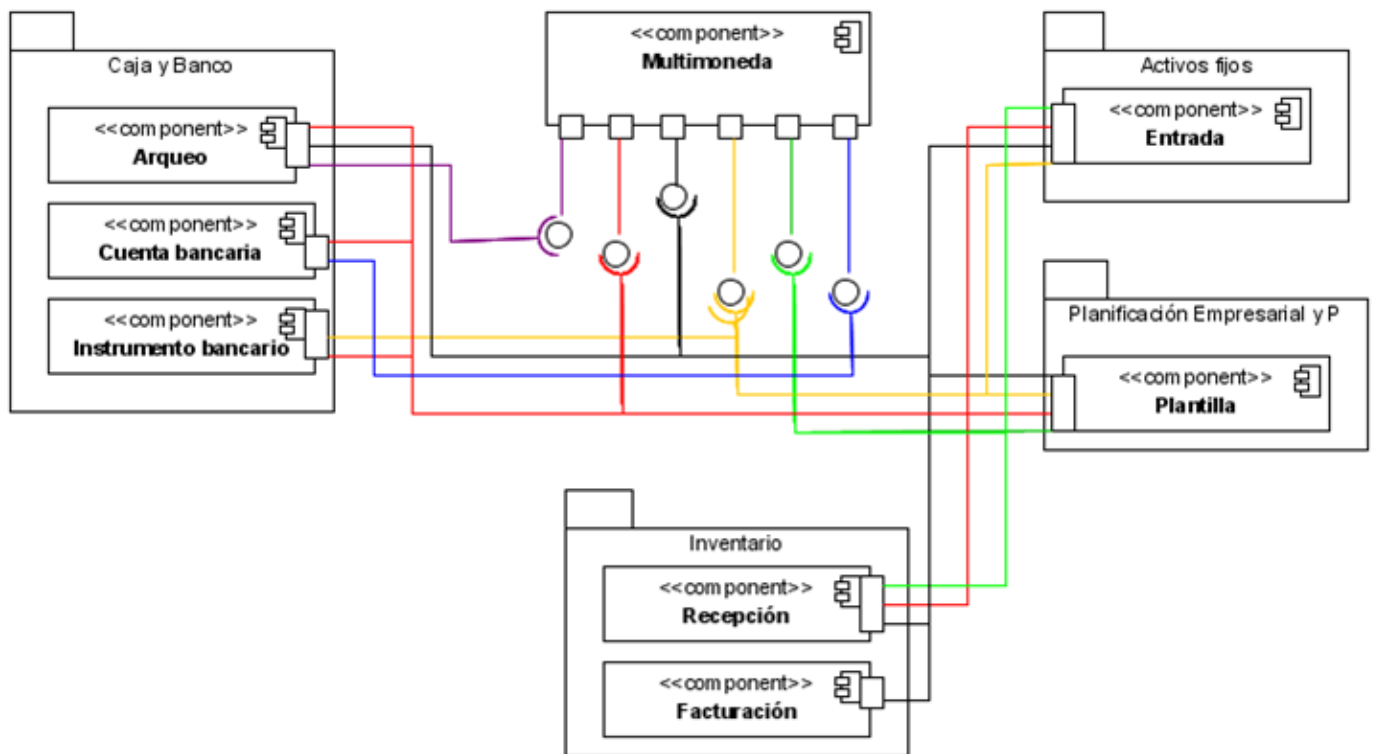 Caja y Banco
<<component>>
Arqueo
<<component>>
Cuenta bancaria
<<component>>
Instrumento bancario
<<component>>
Multimoneda
Activos fijos
<<component>>
Entrada
Planificación Empresarial y P
<<component>>
Plantilla
Inventario
<<component>>
Recepción
<<component>>
Facturación